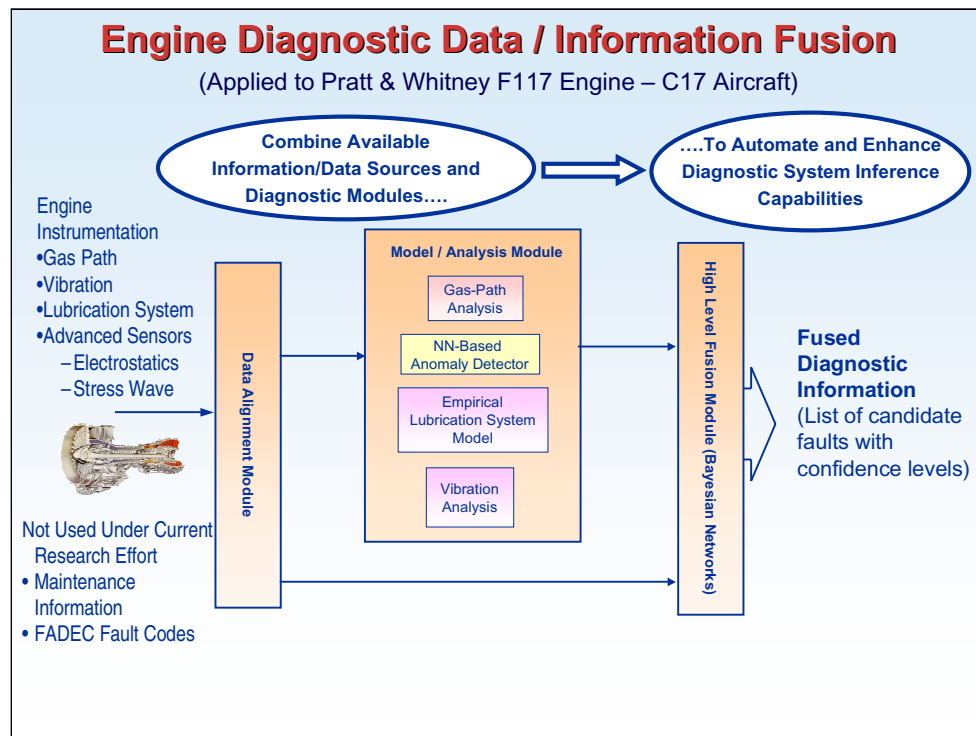 Engine Diagnostic Data / Information Fusion
(Applied to Pratt & Whitney F117 Engine – C17 Aircraft)
Combine Available
Information/Data Sources and
Diagnostic Modules….
….To Automate and Enhance
Diagnostic System Inference
Capabilities
Engine
Instrumentation
•Gas Path
•Vibration
•Lubrication System
•Advanced Sensors
–Electrostatics
–Stress Wave
Not Used Under Current
Research Effort
• Maintenance
Information
• FADEC Fault Codes
Data Alignment Module
Model / Analysis Module
Gas-Path
Analysis
NN-Based
Anomaly Detector
Empirical
Lubrication System
Model
Vibration
Analysis
High Level Fusion Module (Bayesian Networks)
Fused
Diagnostic
Information
(List of candidate
faults with
confidence levels)